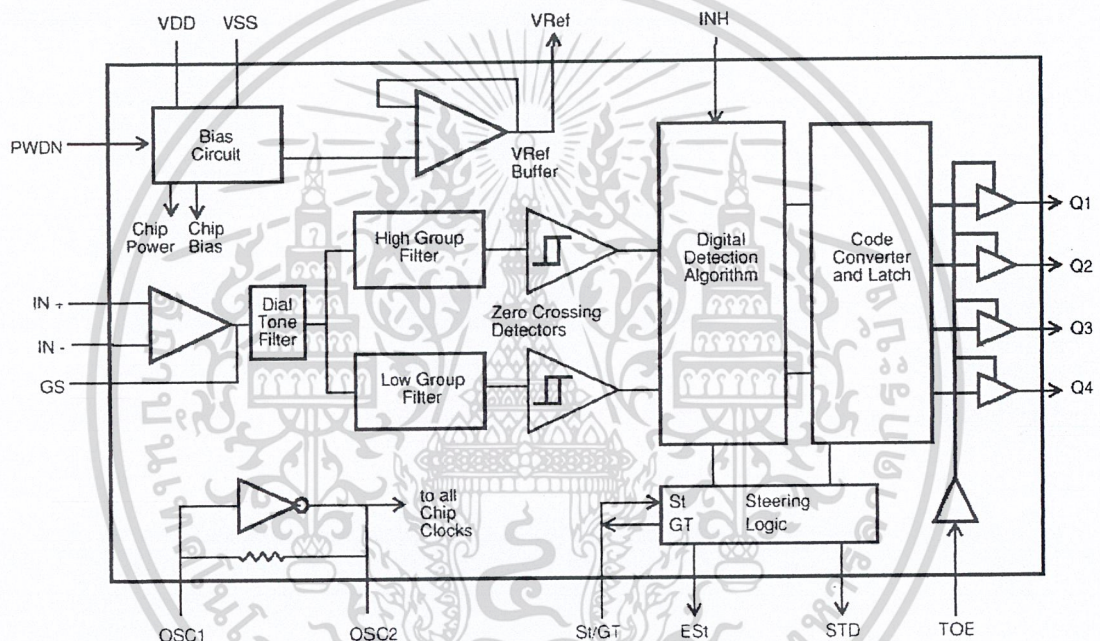 VDD VSS VRef INH
PWDN
Bias
Circuit
VRef
Buffer
Chip
Power
Chip
Bias
High Group
Filter
Digital
Detection
Algorithm
Code
Converter
and Latch
Q1
Q2
Q3
Q4
IN +
IN -
GS
Dial
Tone
Filter
Zero Crossing
Detectors
Low Group
Filter
to all
Chip
Clocks
St
GT
Steering
Logic
OSC1 OSC2 St/GT ESt STD TOE